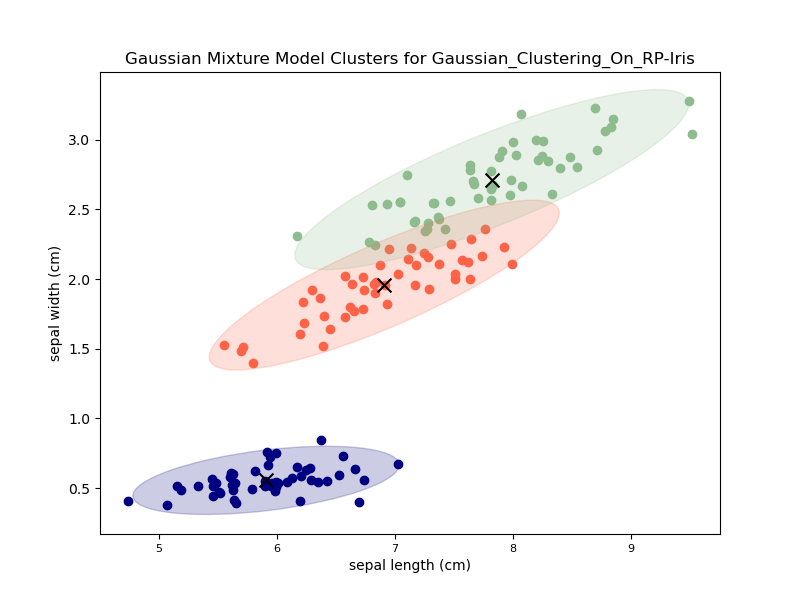 Gaussian Mixture Model Clusters for Gaussian_Clustering_On_RP-Iris
3.0
2.5
2.0
1.5
1.0
0.5
sepal width (cm)
5 6 7 8 9
sepal length (cm)